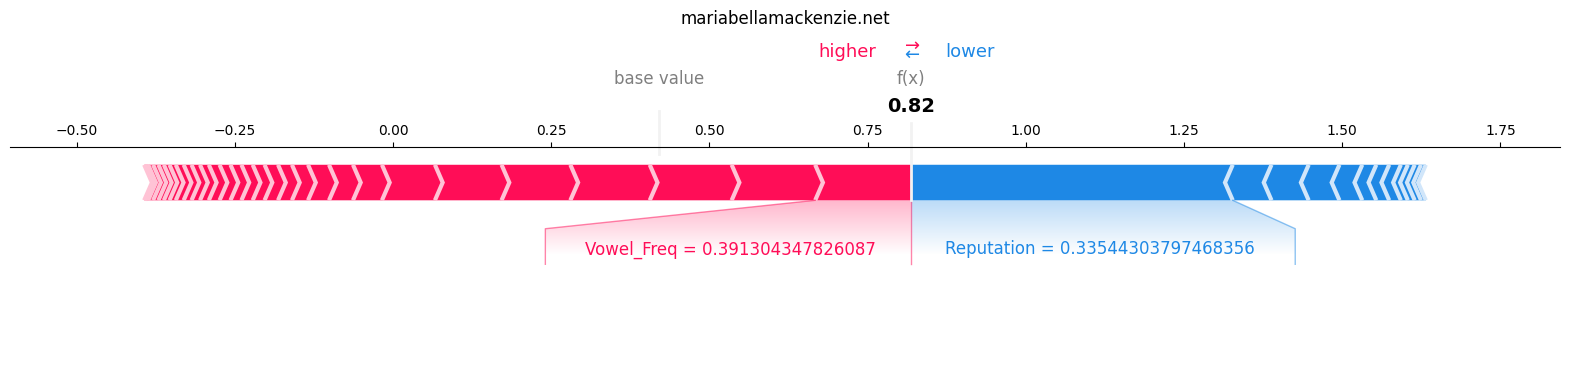 mariabellamackenzie.net
higher ⇄ lower
base value f(x)
0.82
−0.50 −0.25 0.00 0.25 0.50 0.75 1.00 1.25 1.50 1.75
Vowel_Freq = 0.391304347826087 Reputation = 0.33544303797468356